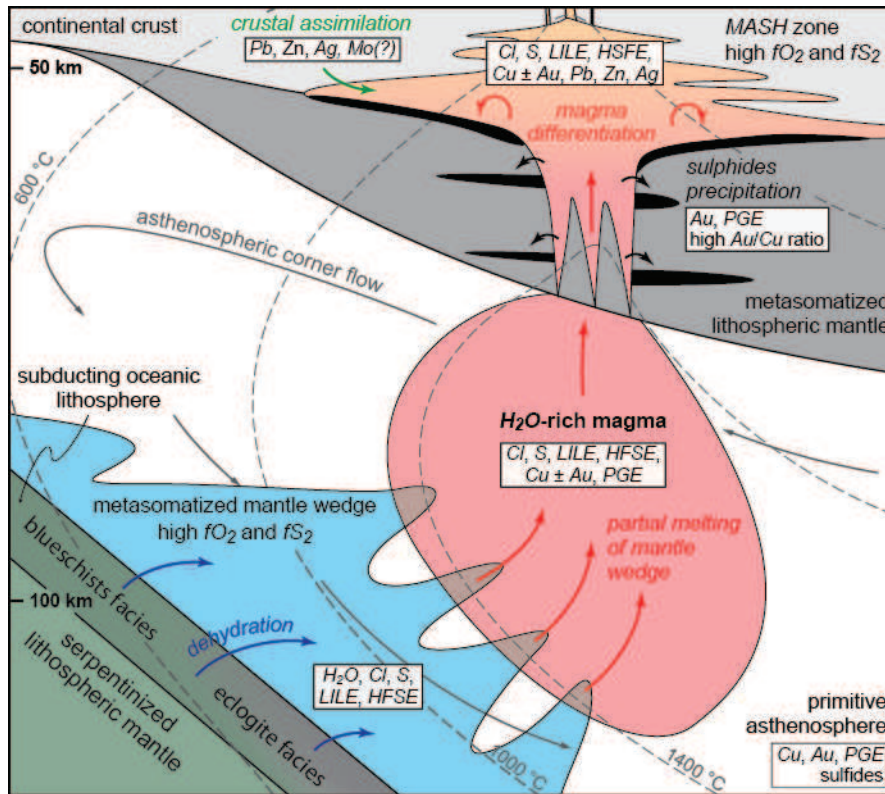 continental crust
crustal assimilation
Pb, Zn, Ag, Mo(?)
Cl, S, LILE, HSFE,
Cu ± Au, Pb, Zn, Ag
MASH zone
high fO2 and fS2
50 km
magma
differentiation
600 °C
sulphides
precipitation
Au, PGE
high Au/Cu ratio
asthenospheric corner flow
metasomatized
lithospheric mantle
subducting oceanic
lithosphere
H2O-rich magma
Cl, S, LILE, HFSE,
Cu ± Au, PGE
metasomatized mantle wedge
high fO2 and fS2
partial melting
of mantle
wedge
blueschists facies
100 km
dehydration
serpentinized
lithospheric mantle
H2O, Cl, S,
LILE, HFSE
eclogite facies
1000 °C
1400 °C
primitive
asthenosphere
Cu, Au, PGE
sulfides